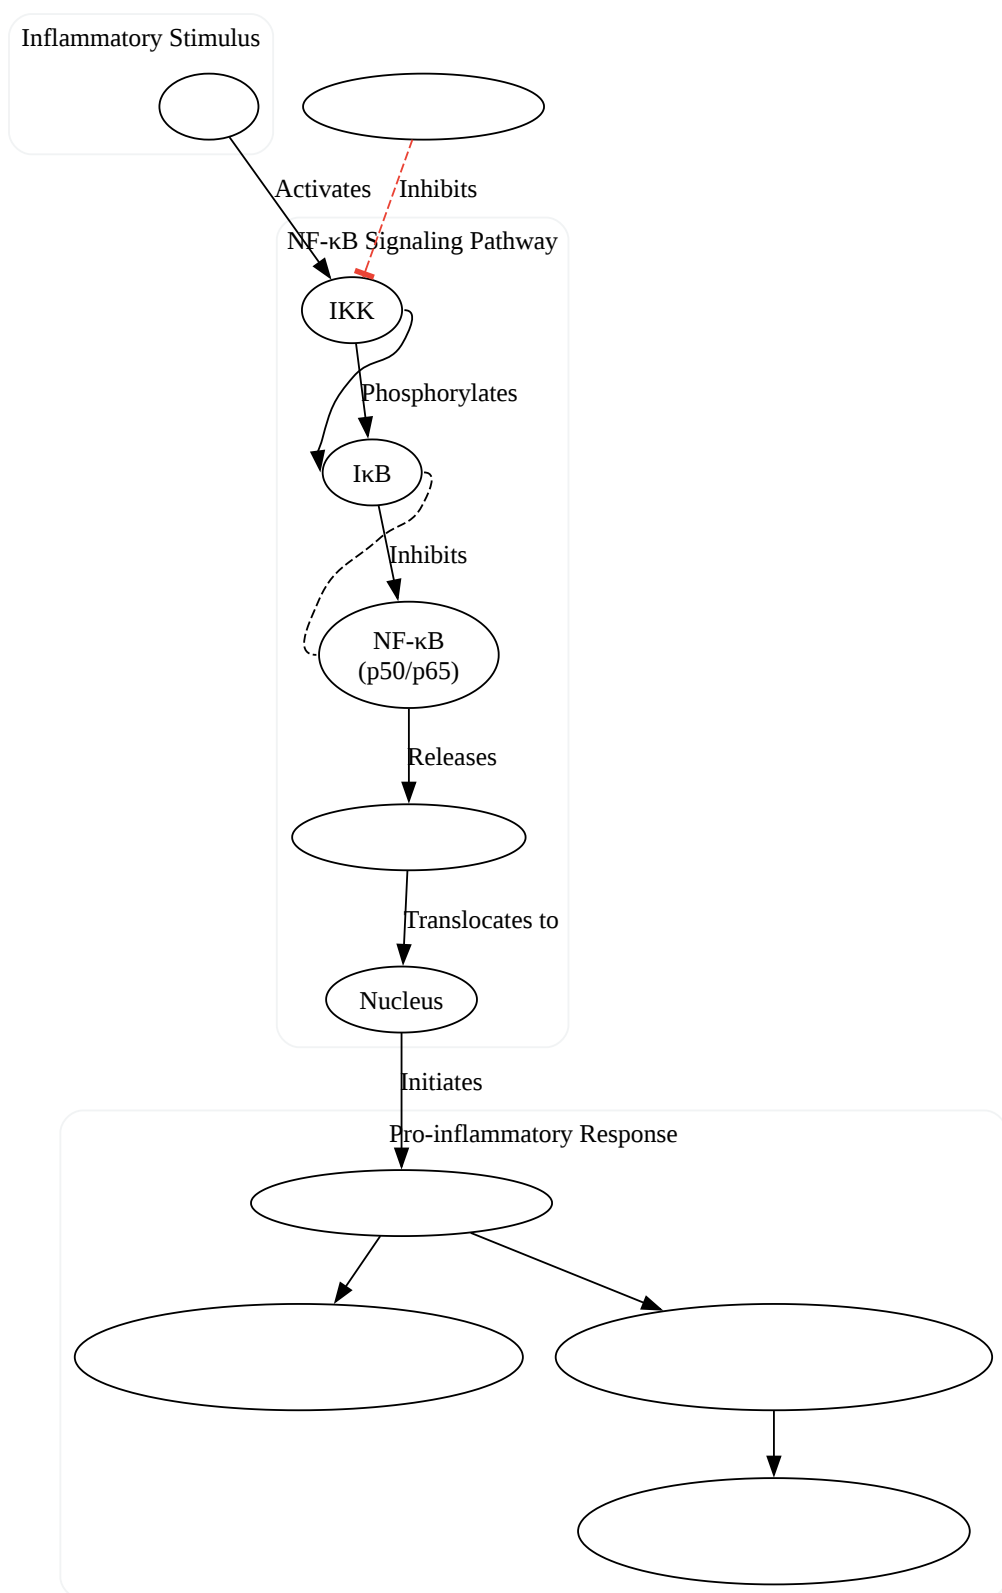 Inflammatory Stimulus
Activates
Inhibits
NF-κB Signaling Pathway
IKK
Phosphorylates
IκB
Inhibits
NF-κB
(p50/p65)
Releases
Translocates to
Nucleus
Initiates
Pro-inflammatory Response